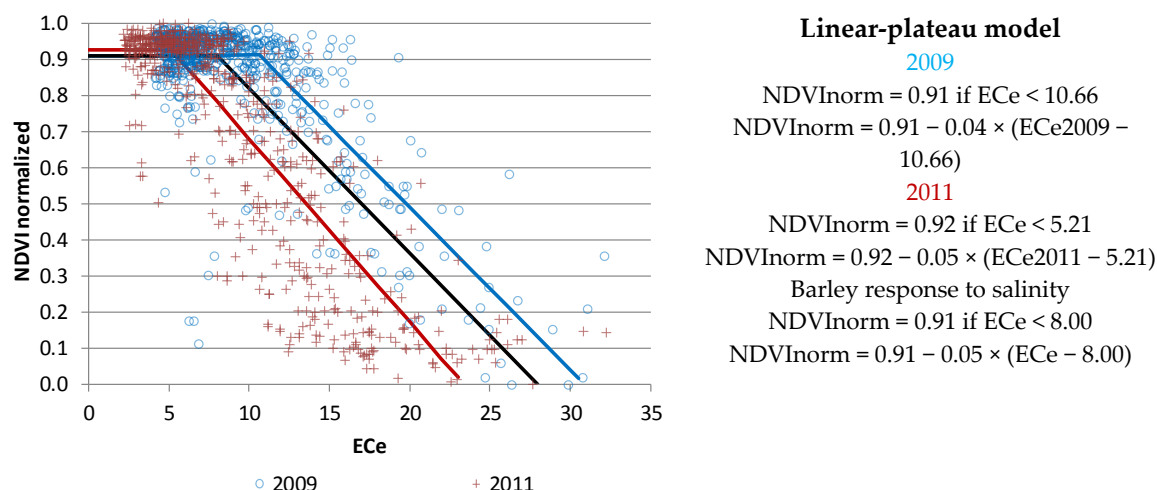 1.0
0.9
0.8
0.7
0.6
0.5
0.4
0.3
0.2
0.1
0.0
NDVI normalized
0 5 10 15 20 25 30 35
ECe
2009 2011
Linear-plateau model
2009
NDVInorm = 0.91 if ECe < 10.66
NDVInorm = 0.91 − 0.04 × (ECe2009 −
10.66)
2011
NDVInorm = 0.92 if ECe < 5.21
NDVInorm = 0.92 − 0.05 × (ECe2011 − 5.21)
Barley response to salinity
NDVInorm = 0.91 if ECe < 8.00
NDVInorm = 0.91 − 0.05 × (ECe − 8.00)